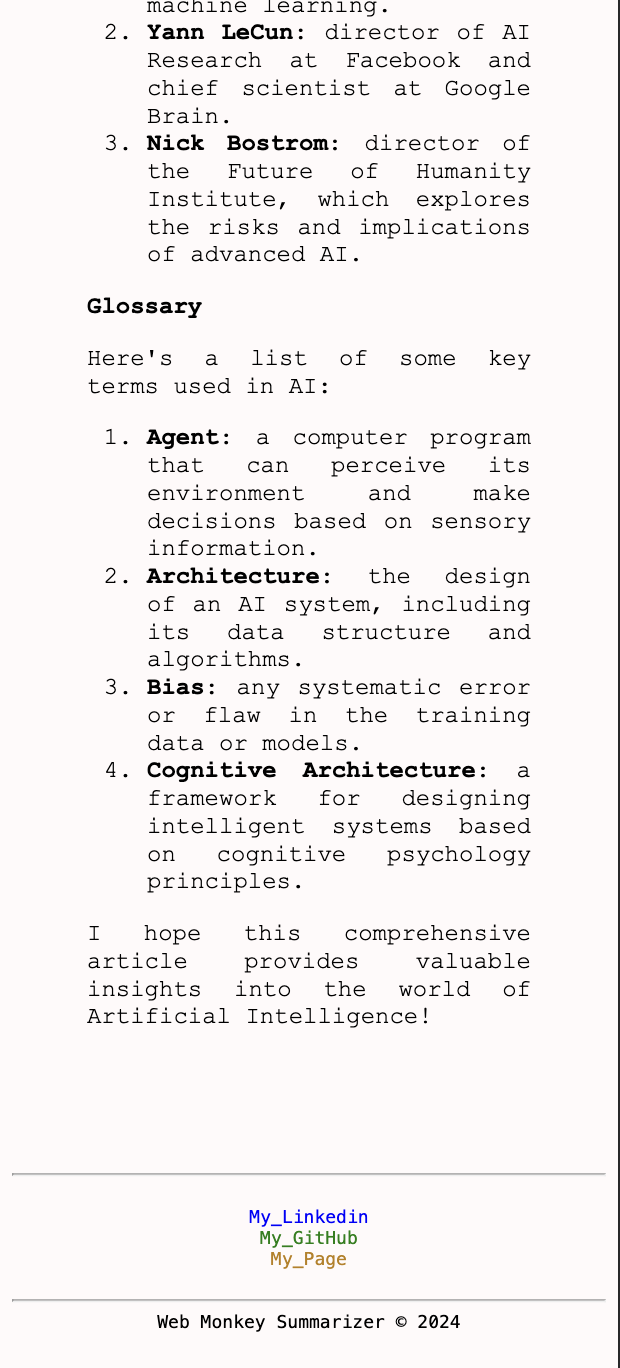 machine learning.
2. Yann LeCun: director of AI
Research at Facebook and
chief scientist at Google
Brain.
3. Nick Bostrom: director of
the Future of Humanity
Institute, which explores
the risks and implications
of advanced AI.
Glossary
Here's a list of some key
terms used in AI:
1. Agent: a computer program
that can perceive its
environment and make
decisions based on sensory
information.
2. Architecture: the design
of an AI system, including
its data structure and
algorithms.
3. Bias: any systematic error
or flaw in the training
data or models.
4. Cognitive Architecture: a
framework for designing
intelligent systems based
on cognitive psychology
principles.
I hope this comprehensive
article provides valuable
insights into the world of
Artificial Intelligence!
My_Linkedin
My_GitHub
My_Page
Web Monkey Summarizer © 2024